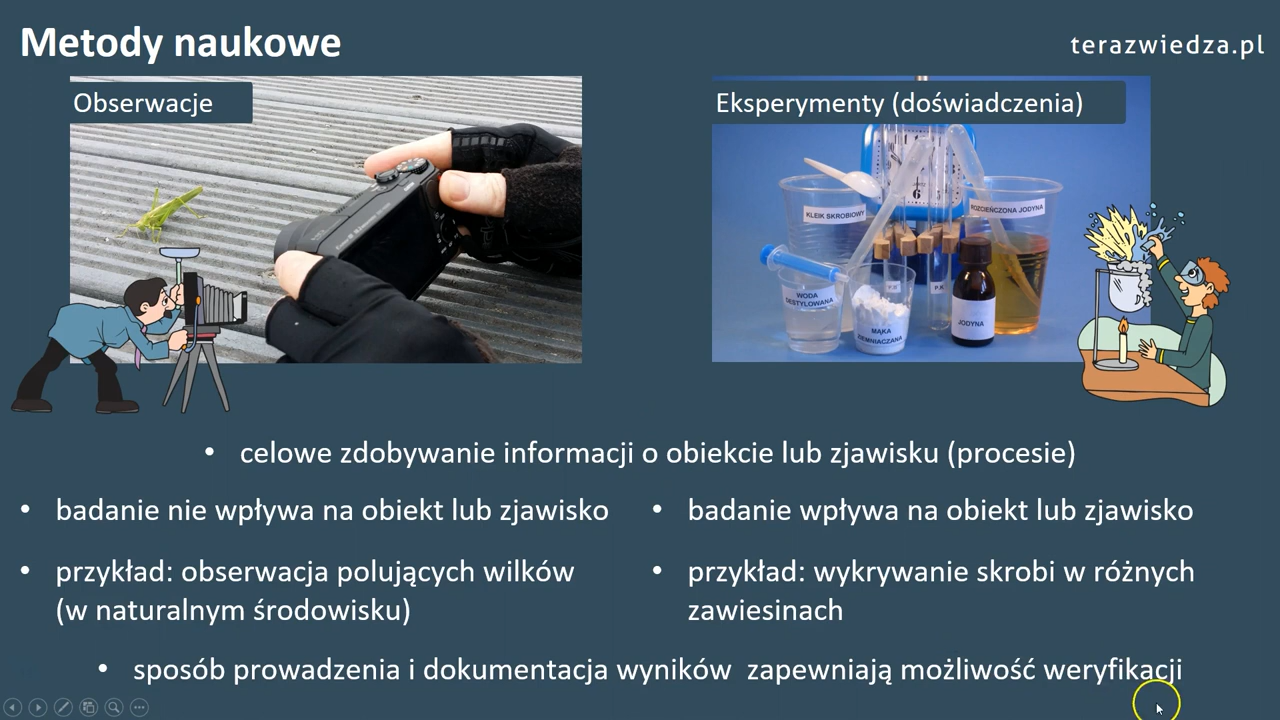 Metody naukowe
terazwiedza.pl
Obserwacje
Eksperymenty (doświadczenia)
KLEIK SKROBIOWY
ROZCIEŃCZONA JODYNA
6
WODA
DESTYLOWANA
MĄKA
ZIEMNIACZANA
JODYNA
P.K
• celowe zdobywanie informacji o obiekcie lub zjawisku (procesie)
• badanie nie wpływa na obiekt lub zjawisko
• badanie wpływa na obiekt lub zjawisko
• przykład: obserwacja polujących wilków
(w naturalnym środowisku)
• przykład: wykrywanie skrobi w różnych
zawiesinach
• sposób prowadzenia i dokumentacja wyników zapewniają możliwość weryfikacji